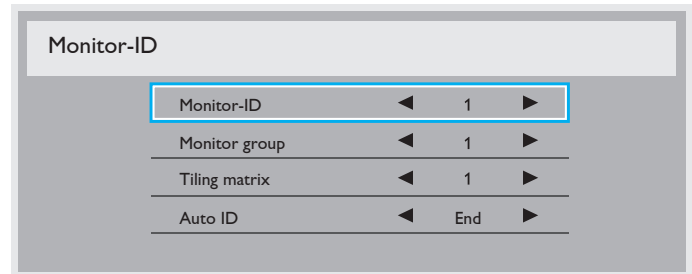 Monitor-ID
Monitor-ID 1
Monitor group 1
Tiling matrix 1
Auto ID End